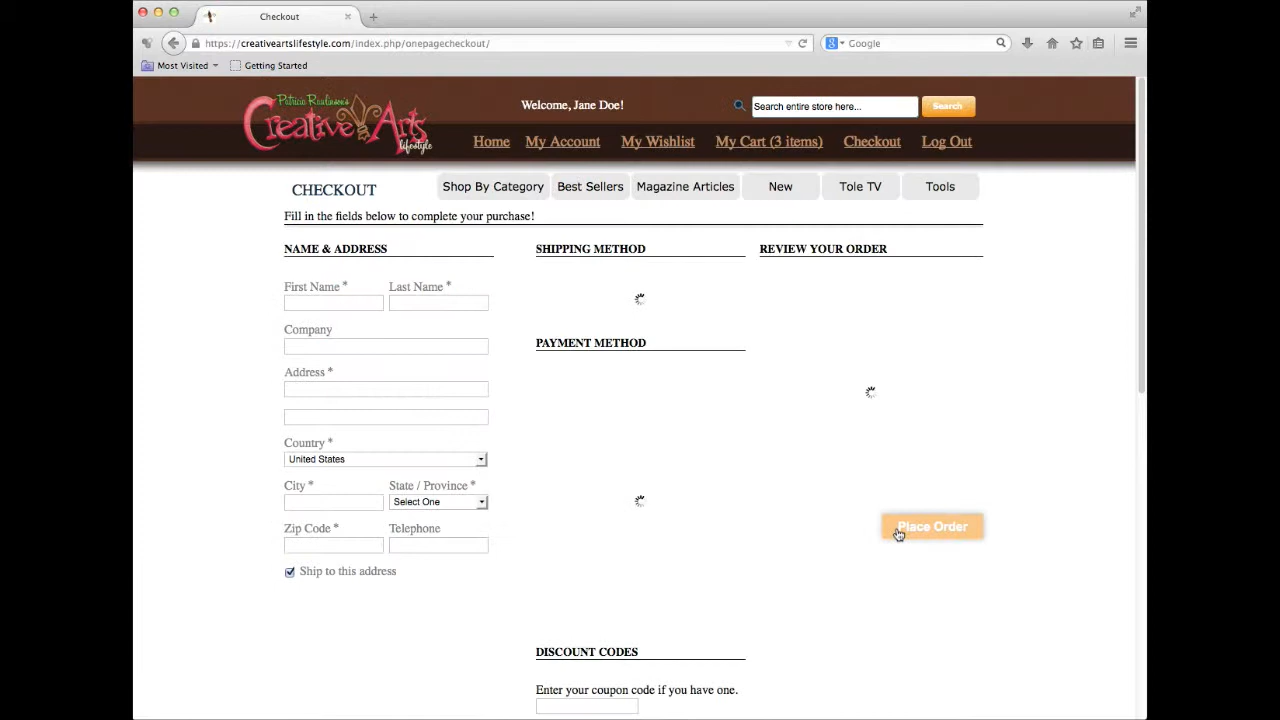 Checkout
https://creativeartslifestyle.com/index.php/onepagecheckout/
Google
Most Visited
Getting Started
Patricia Rawlinson's
Creative Arts
lifestyle
Welcome, Jane Doe!
Search entire store here...
Search
Home
My Account
My Wishlist
My Cart (3 items)
Checkout
Log Out
CHECKOUT
Shop By Category
Best Sellers
Magazine Articles
New
Tole TV
Tools
Fill in the fields below to complete your purchase!
NAME & ADDRESS
First Name *
Last Name *
Company
Address *
Country *
United States
City *
State / Province *
Select One
Zip Code *
Telephone
Ship to this address
SHIPPING METHOD
PAYMENT METHOD
DISCOUNT CODES
Enter your coupon code if you have one.
REVIEW YOUR ORDER
Place Order